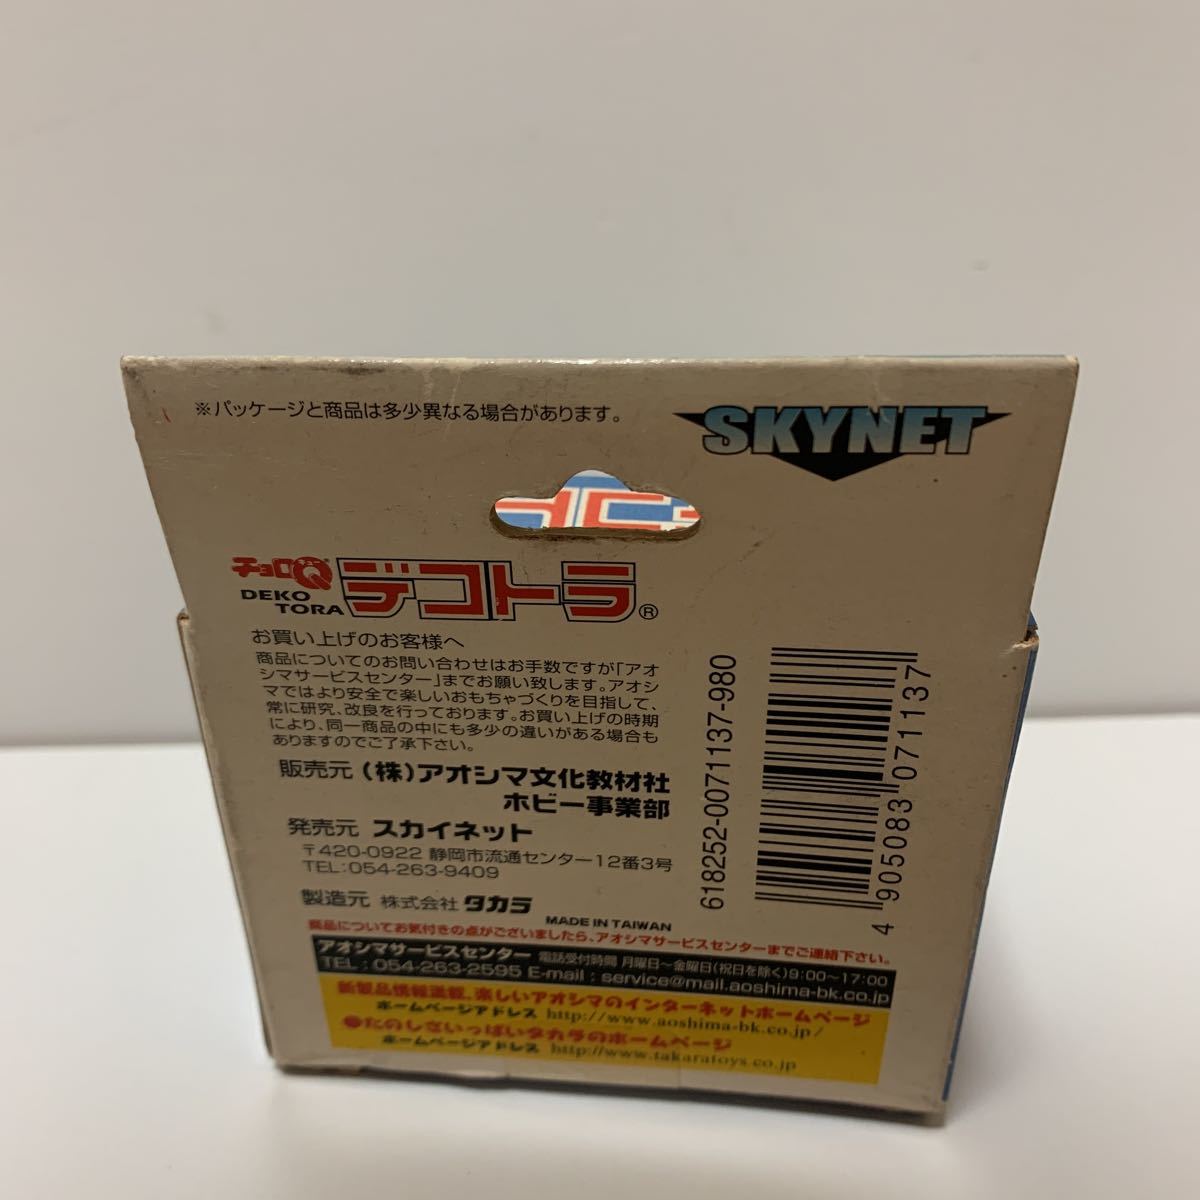 ※パッケージと商品は多少異なる場合があります。
SKYNET
チョロQ
DEKO
TORA
デコトラ®
お買い上げのお客様へ
商品についてのお問い合わせはお手数ですが「アオ
シマサービスセンター」までお願い致します。アオシ
マではより安全で楽しいおもちゃづくりを目指して、
常に研究、改良を行っております。お買い上げの時期
により、同一商品の中にも多少の違いがある場合も
ありますのでご了承下さい。
販売元 (株)アオシマ文化教材社
ホビー事業部
発売元 スカイネット
〒420-0922 静岡市流通センター12番3号
TEL:054-263-9409
製造元 株式会社 タカラ
MADE IN TAIWAN
618252-0071137-980
4 905083 071137
商品についてお気付きの点がございましたら、アオシマサービスセンターまでご連絡下さい。
アオシマサービスセンター 電話受付時間 月曜日～金曜日(祝日を除く)9:00～17:00
TEL:054-263-2595 E-mail:service@mail.aoshima-bk.co.jp
新製品情報満載、楽しいアオシマのインターネットホームページ
ホームページアドレス http://www.aoshima-bk.co.jp/
●たのしさいっぱいタカラのホームページ
ホームページアドレス http://www.takaratoys.co.jp